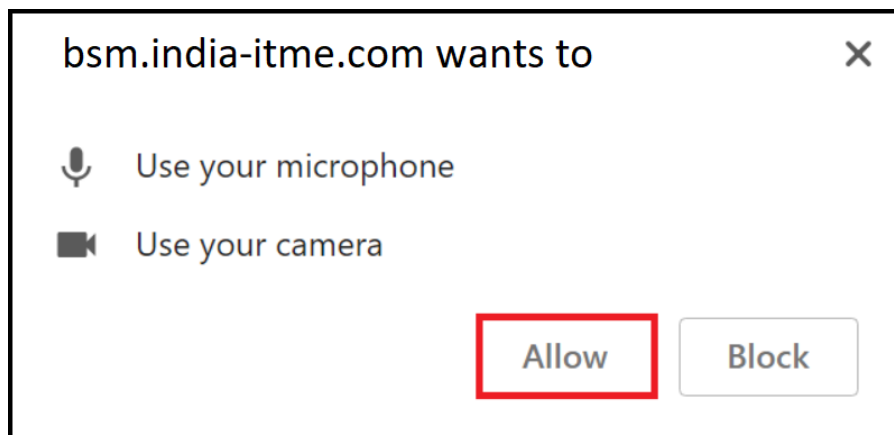 bsm.india-itme.com wants to
Use your microphone
Use your camera
Allow Block